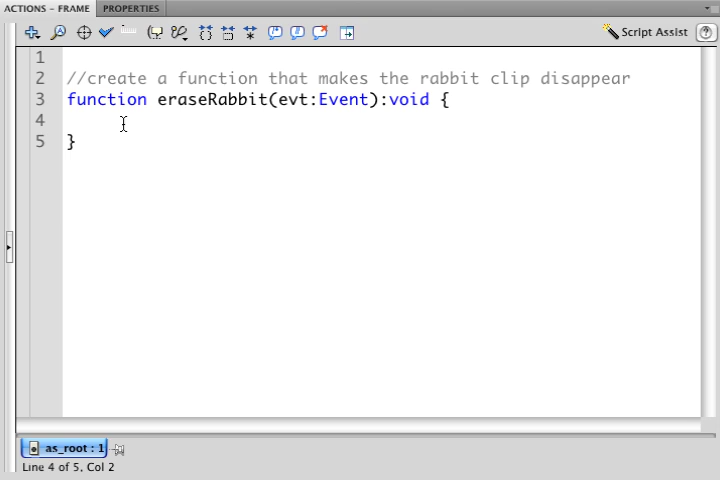 ACTIONS - FRAME PROPERTIES
Script Assist
1
2 //create a function that makes the rabbit clip disappear
3 function eraseRabbit(evt:Event):void {
4
5 }
as_root : 1
Line 4 of 5, Col 2